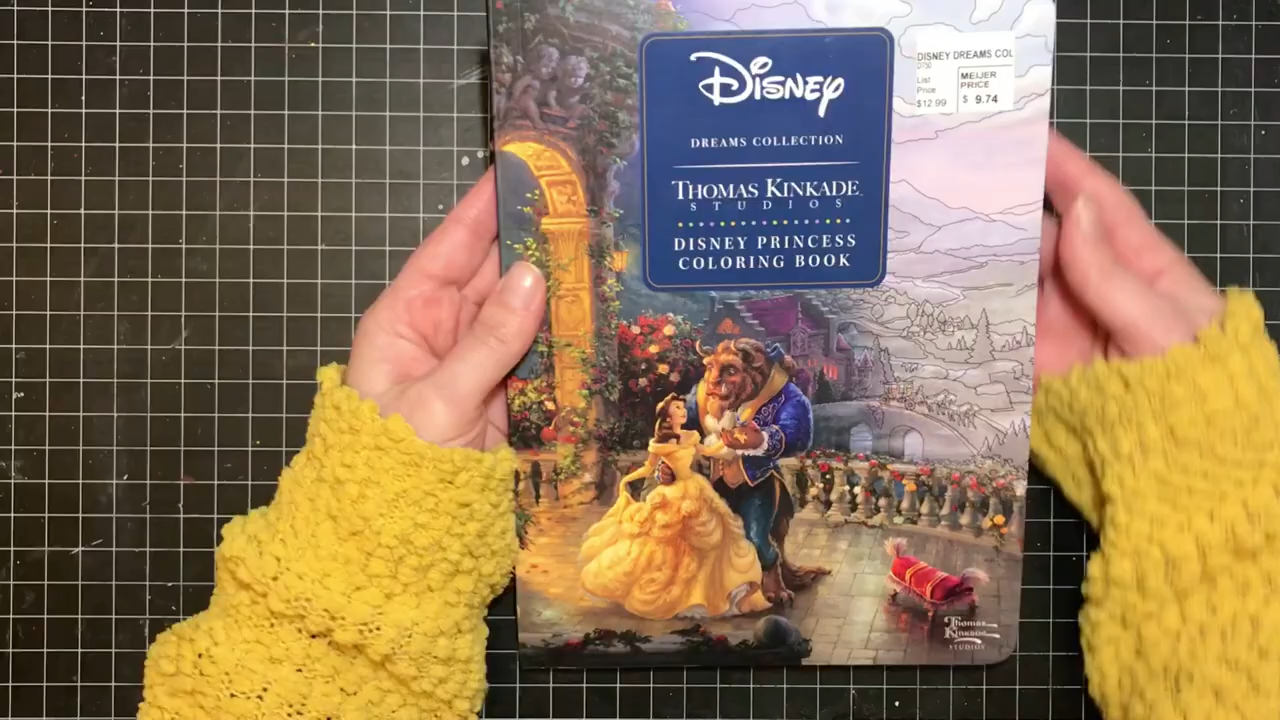 Disney
DREAMS COLLECTION
THOMAS KINKADE
STUDIOS
DISNEY PRINCESS
COLORING BOOK
DISNEY DREAMS COL
List
Price
$12.99
MEIJER
PRICE
$ 9.74
Thomas
Kinkade
STUDIOS